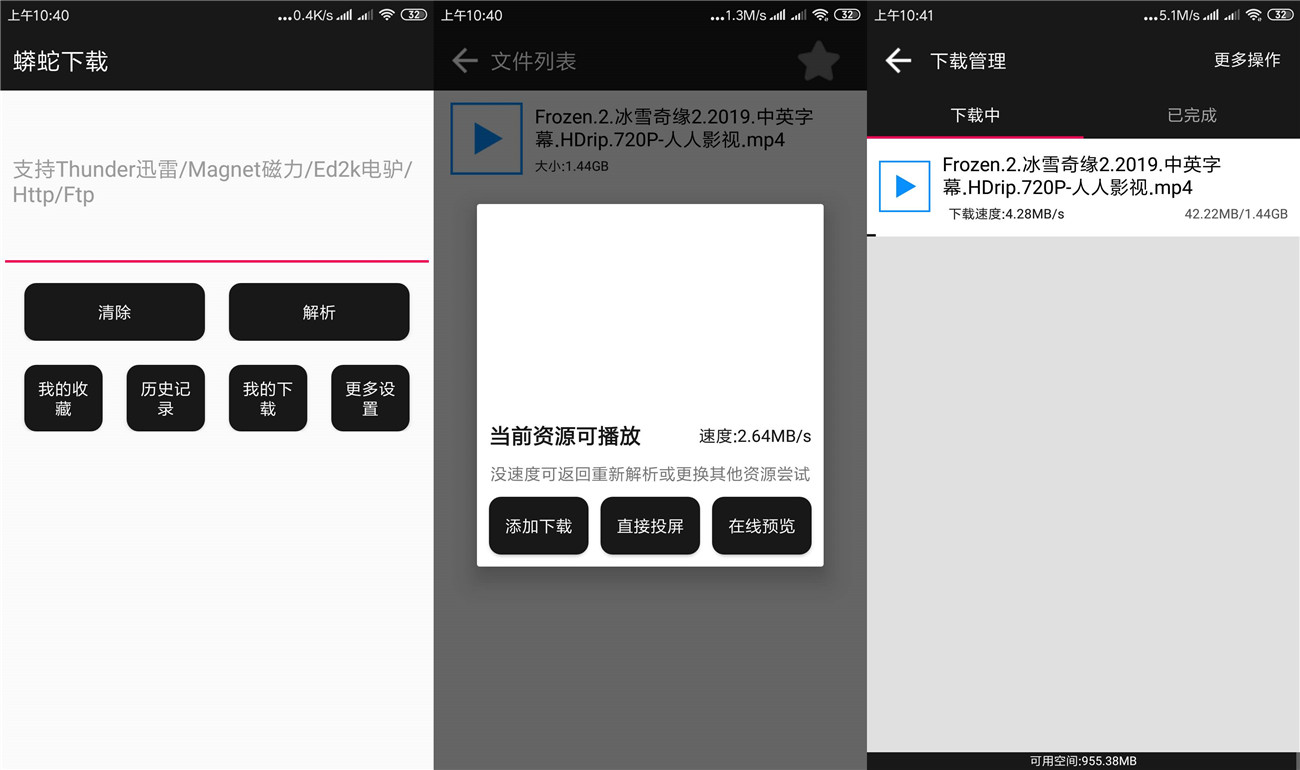 上午10:40
...0.4K/s
32
蟒蛇下载
支持Thunder迅雷/Magnet磁力/Ed2k电驴/
Http/Ftp
清除
解析
我的收
藏
历史记
录
我的下
载
更多设
置
上午10:40
...1.3M/s
32
文件列表
Frozen.2.冰雪奇缘2.2019.中英字
幕.HDrip.720P-人人影视.mp4
大小:1.44GB
当前资源可播放
速度:2.64MB/s
没速度可返回重新解析或更换其他资源尝试
添加下载
直接投屏
在线预览
上午10:41
...5.1M/s
32
下载管理
更多操作
下载中
已完成
Frozen.2.冰雪奇缘2.2019.中英字
幕.HDrip.720P-人人影视.mp4
下载速度:4.28MB/s
42.22MB/1.44GB
可用空间:955.38MB